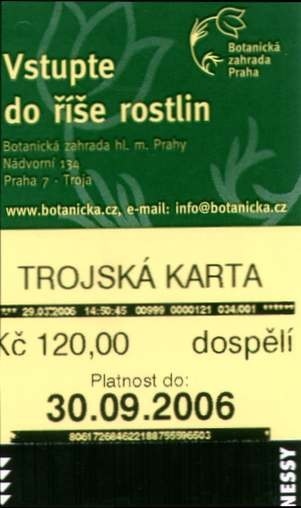 Botanická
zahrada
Praha
Vstupte
do říše rostlin
Botanická zahrada hl. m. Prahy
Nádvorní 134
Praha 7 - Troja
www.botanicka.cz, e-mail: info@botanicka.cz
TROJSKÁ KARTA
*** 29.03.2006 14:50:45 00999 0000121 034/001 ***
Kč 120,00 dospělí
Platnost do:
30.09.2006
NESSY